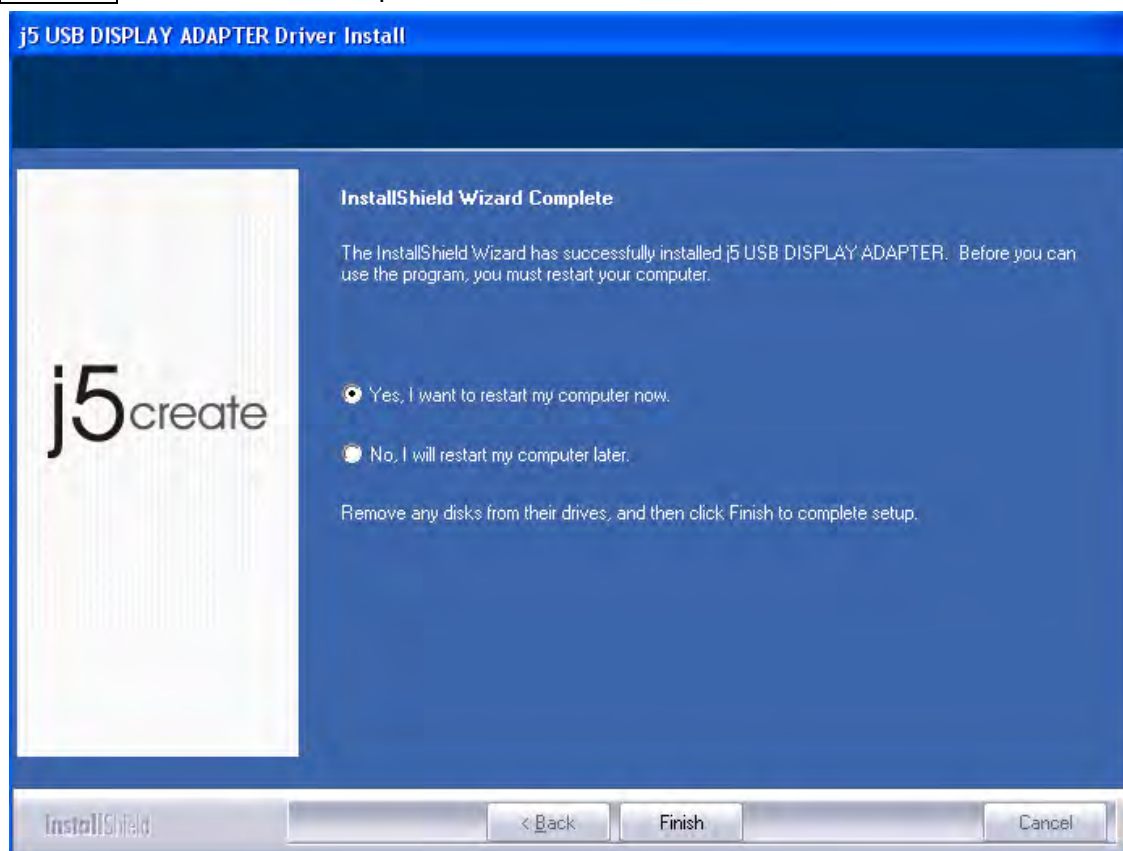 j5 USB DISPLAY ADAPTER Driver Install
InstallShield Wizard Complete
The InstallShield Wizard has successfully installed j5 USB DISPLAY ADAPTER. Before you can
use the program, you must restart your computer.
j5create
Yes, I want to restart my computer now.
No, I will restart my computer later.
Remove any disks from their drives, and then click Finish to complete setup.
InstallShield
< Back
Finish
Cancel